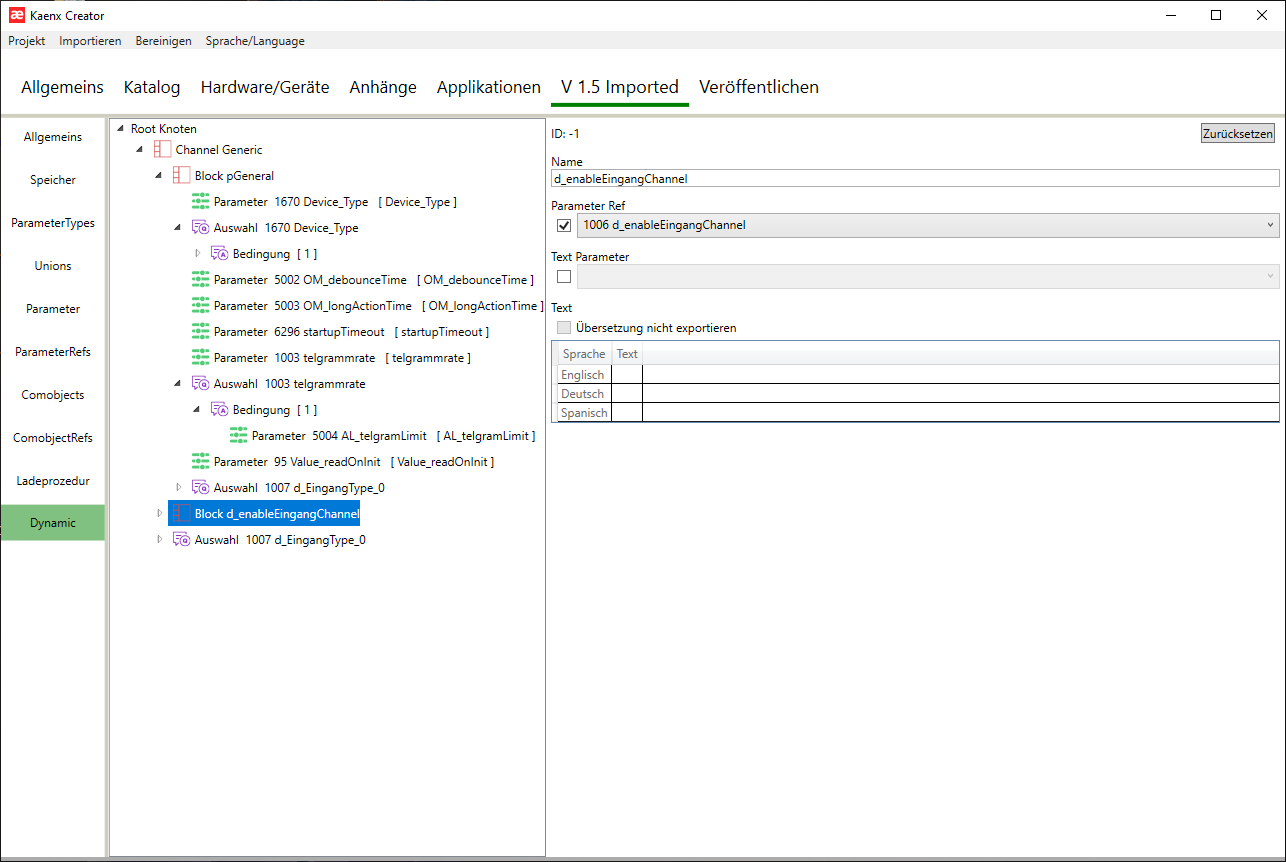 Kaenx Creator
Projekt Importieren Bereinigen Sprache/Language
Allgemeins Katalog Hardware/Geräte Anhänge Applikationen V 1.5 Imported Veröffentlichen
Allgemeins
Speicher
ParameterTypes
Unions
Parameter
ParameterRefs
Comobjects
ComobjectRefs
Ladeprozedur
Dynamic
Root Knoten
Channel Generic
Block pGeneral
Parameter 1670 Device_Type [ Device_Type ]
Auswahl 1670 Device_Type
Bedingung [ 1 ]
Parameter 5002 OM_debounceTime [ OM_debounceTime ]
Parameter 5003 OM_longActionTime [ OM_longActionTime ]
Parameter 6296 startupTimeout [ startupTimeout ]
Parameter 1003 telgrammrate [ telgrammrate ]
Auswahl 1003 telgrammrate
Bedingung [ 1 ]
Parameter 5004 AL_telgramLimit [ AL_telgramLimit ]
Parameter 95 Value_readOnInit [ Value_readOnInit ]
Auswahl 1007 d_EingangType_0
Block d_enableEingangChannel
Auswahl 1007 d_EingangType_0
ID: -1
Zurücksetzen
Name
d_enableEingangChannel
Parameter Ref
1006 d_enableEingangChannel
Text Parameter
Text
Übersetzung nicht exportieren
Sprache Text
Englisch
Deutsch
Spanisch